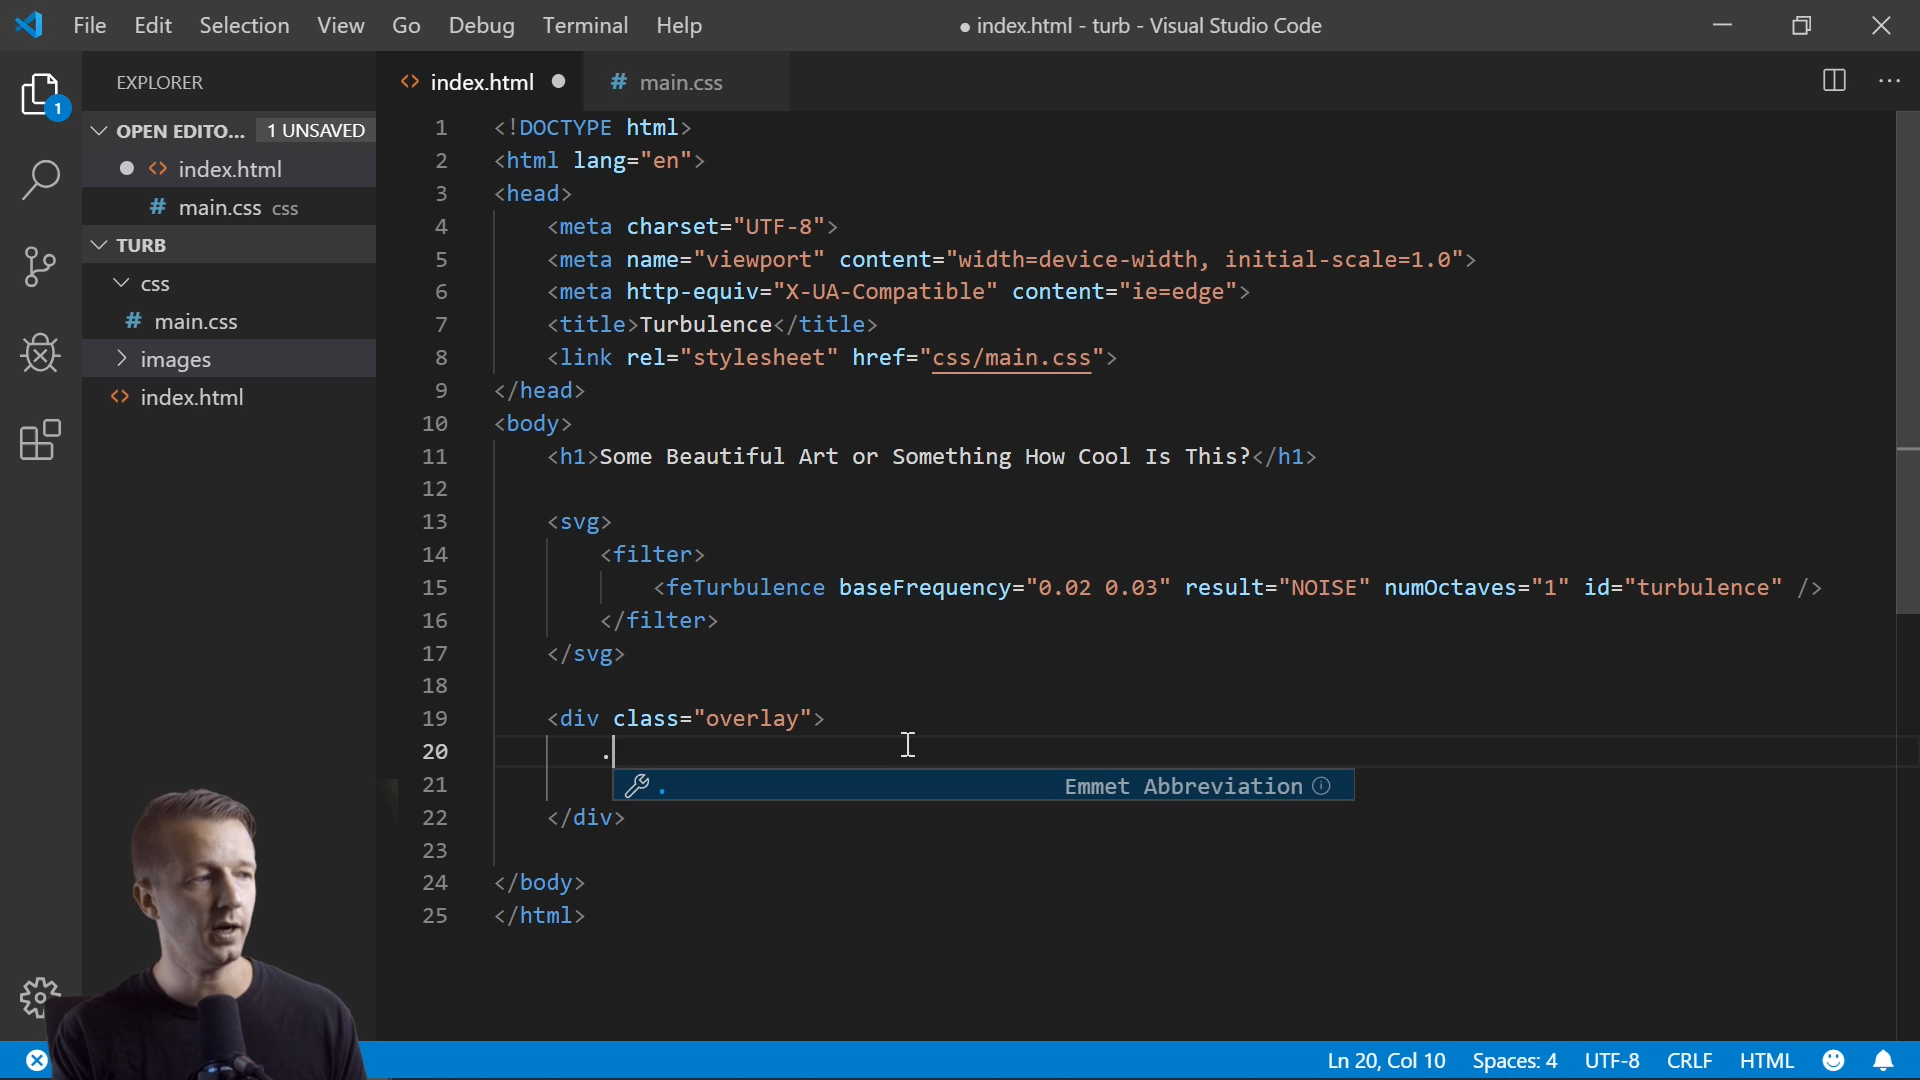 File Edit Selection View Go Debug Terminal Help
● index.html - turb - Visual Studio Code
EXPLORER
OPEN EDITO... 1 UNSAVED
index.html
main.css css
TURB
css
main.css
images
index.html
1
index.html
main.css
1 <!DOCTYPE html>
2 <html lang="en">
3 <head>
4 <meta charset="UTF-8">
5 <meta name="viewport" content="width=device-width, initial-scale=1.0">
6 <meta http-equiv="X-UA-Compatible" content="ie=edge">
7 <title>Turbulence</title>
8 <link rel="stylesheet" href="css/main.css">
9 </head>
10 <body>
11 <h1>Some Beautiful Art or Something How Cool Is This?</h1>
12
13 <svg>
14 <filter>
15 <feTurbulence baseFrequency="0.02 0.03" result="NOISE" numOctaves="1" id="turbulence" />
16 </filter>
17 </svg>
18
19 <div class="overlay">
20 .
21 . Emmet Abbreviation
22 </div>
23
24 </body>
25 </html>
Ln 20, Col 10 Spaces: 4 UTF-8 CRLF HTML